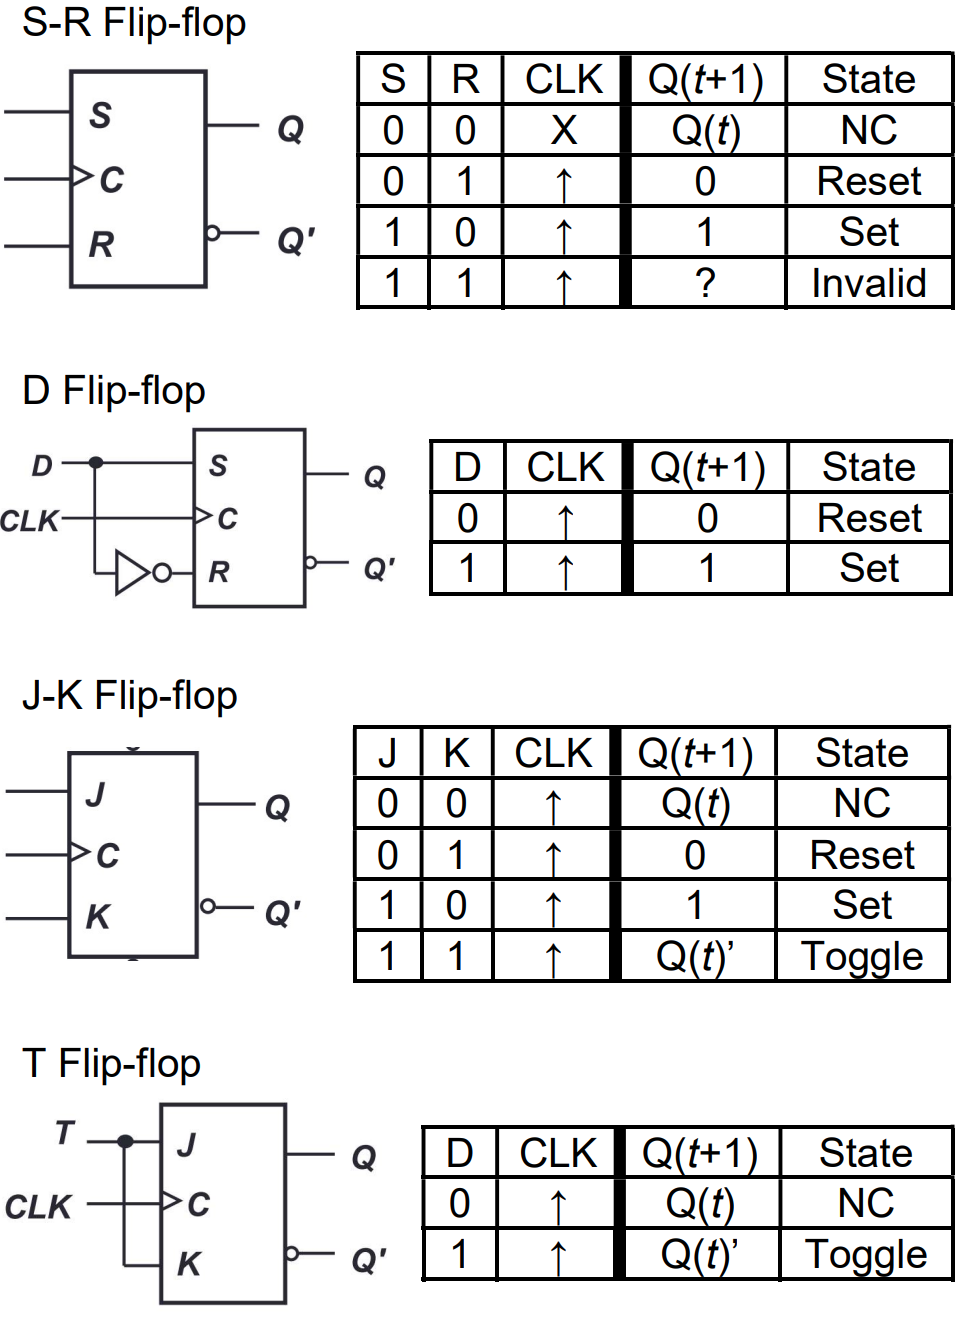 S-R Flip-flop
S
C
R
Q
Q'
S R CLK Q(t+1) State
0 0 X Q(t) NC
0 1 ↑ 0 Reset
1 0 ↑ 1 Set
1 1 ↑ ? Invalid
D Flip-flop
D
CLK
S
C
R
Q
Q'
D CLK Q(t+1) State
0 ↑ 0 Reset
1 ↑ 1 Set
J-K Flip-flop
J
C
K
Q
Q'
J K CLK Q(t+1) State
0 0 ↑ Q(t) NC
0 1 ↑ 0 Reset
1 0 ↑ 1 Set
1 1 ↑ Q(t)’ Toggle
T Flip-flop
T
CLK
J
C
K
Q
Q'
D CLK Q(t+1) State
0 ↑ Q(t) NC
1 ↑ Q(t)’ Toggle